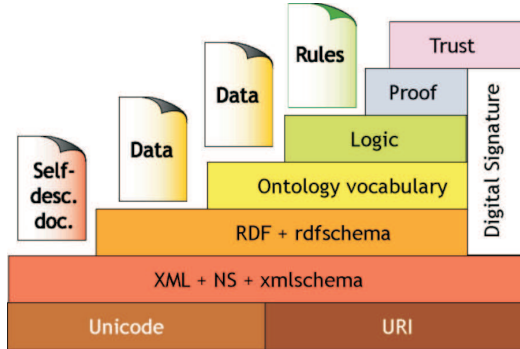 Trust
Rules
Proof
Data
Logic
Digital Signature
Data
Ontology vocabulary
Self-
desc.
doc.
RDF + rdfschema
XML + NS + xmlschema
Unicode
URI